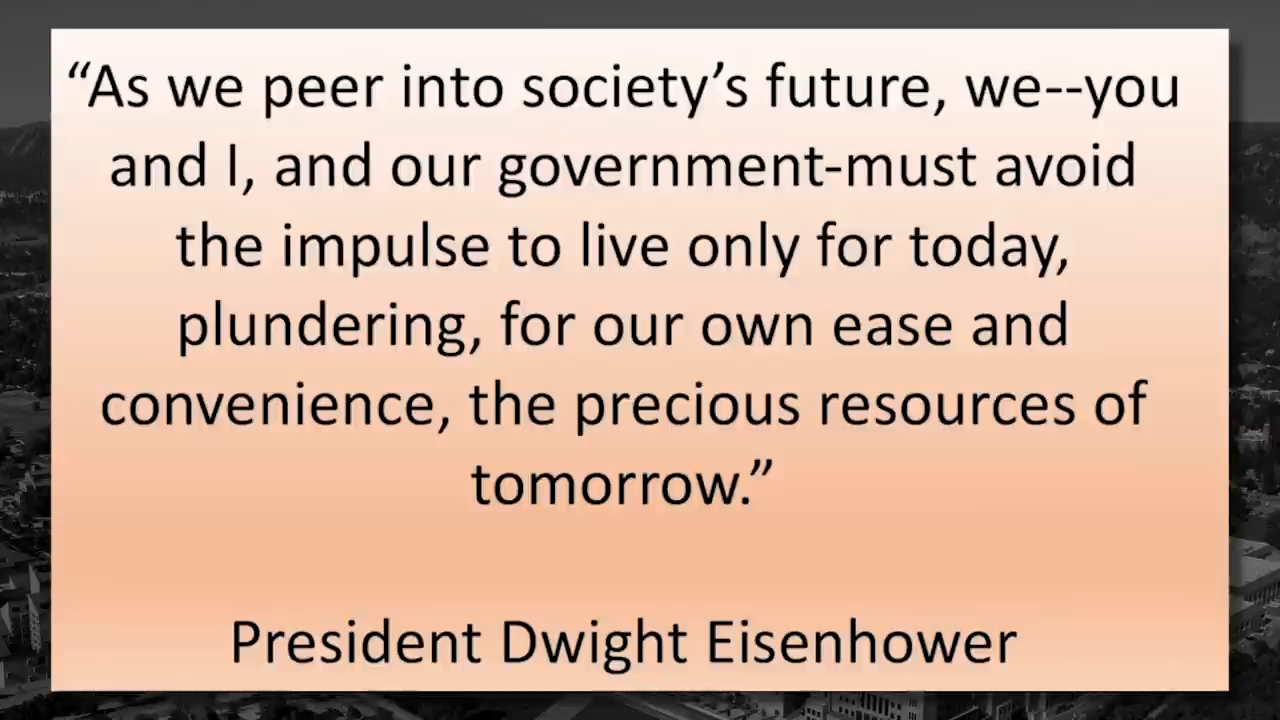 “As we peer into society’s future, we--you
and I, and our government-must avoid
the impulse to live only for today,
plundering, for our own ease and
convenience, the precious resources of
tomorrow.”
President Dwight Eisenhower